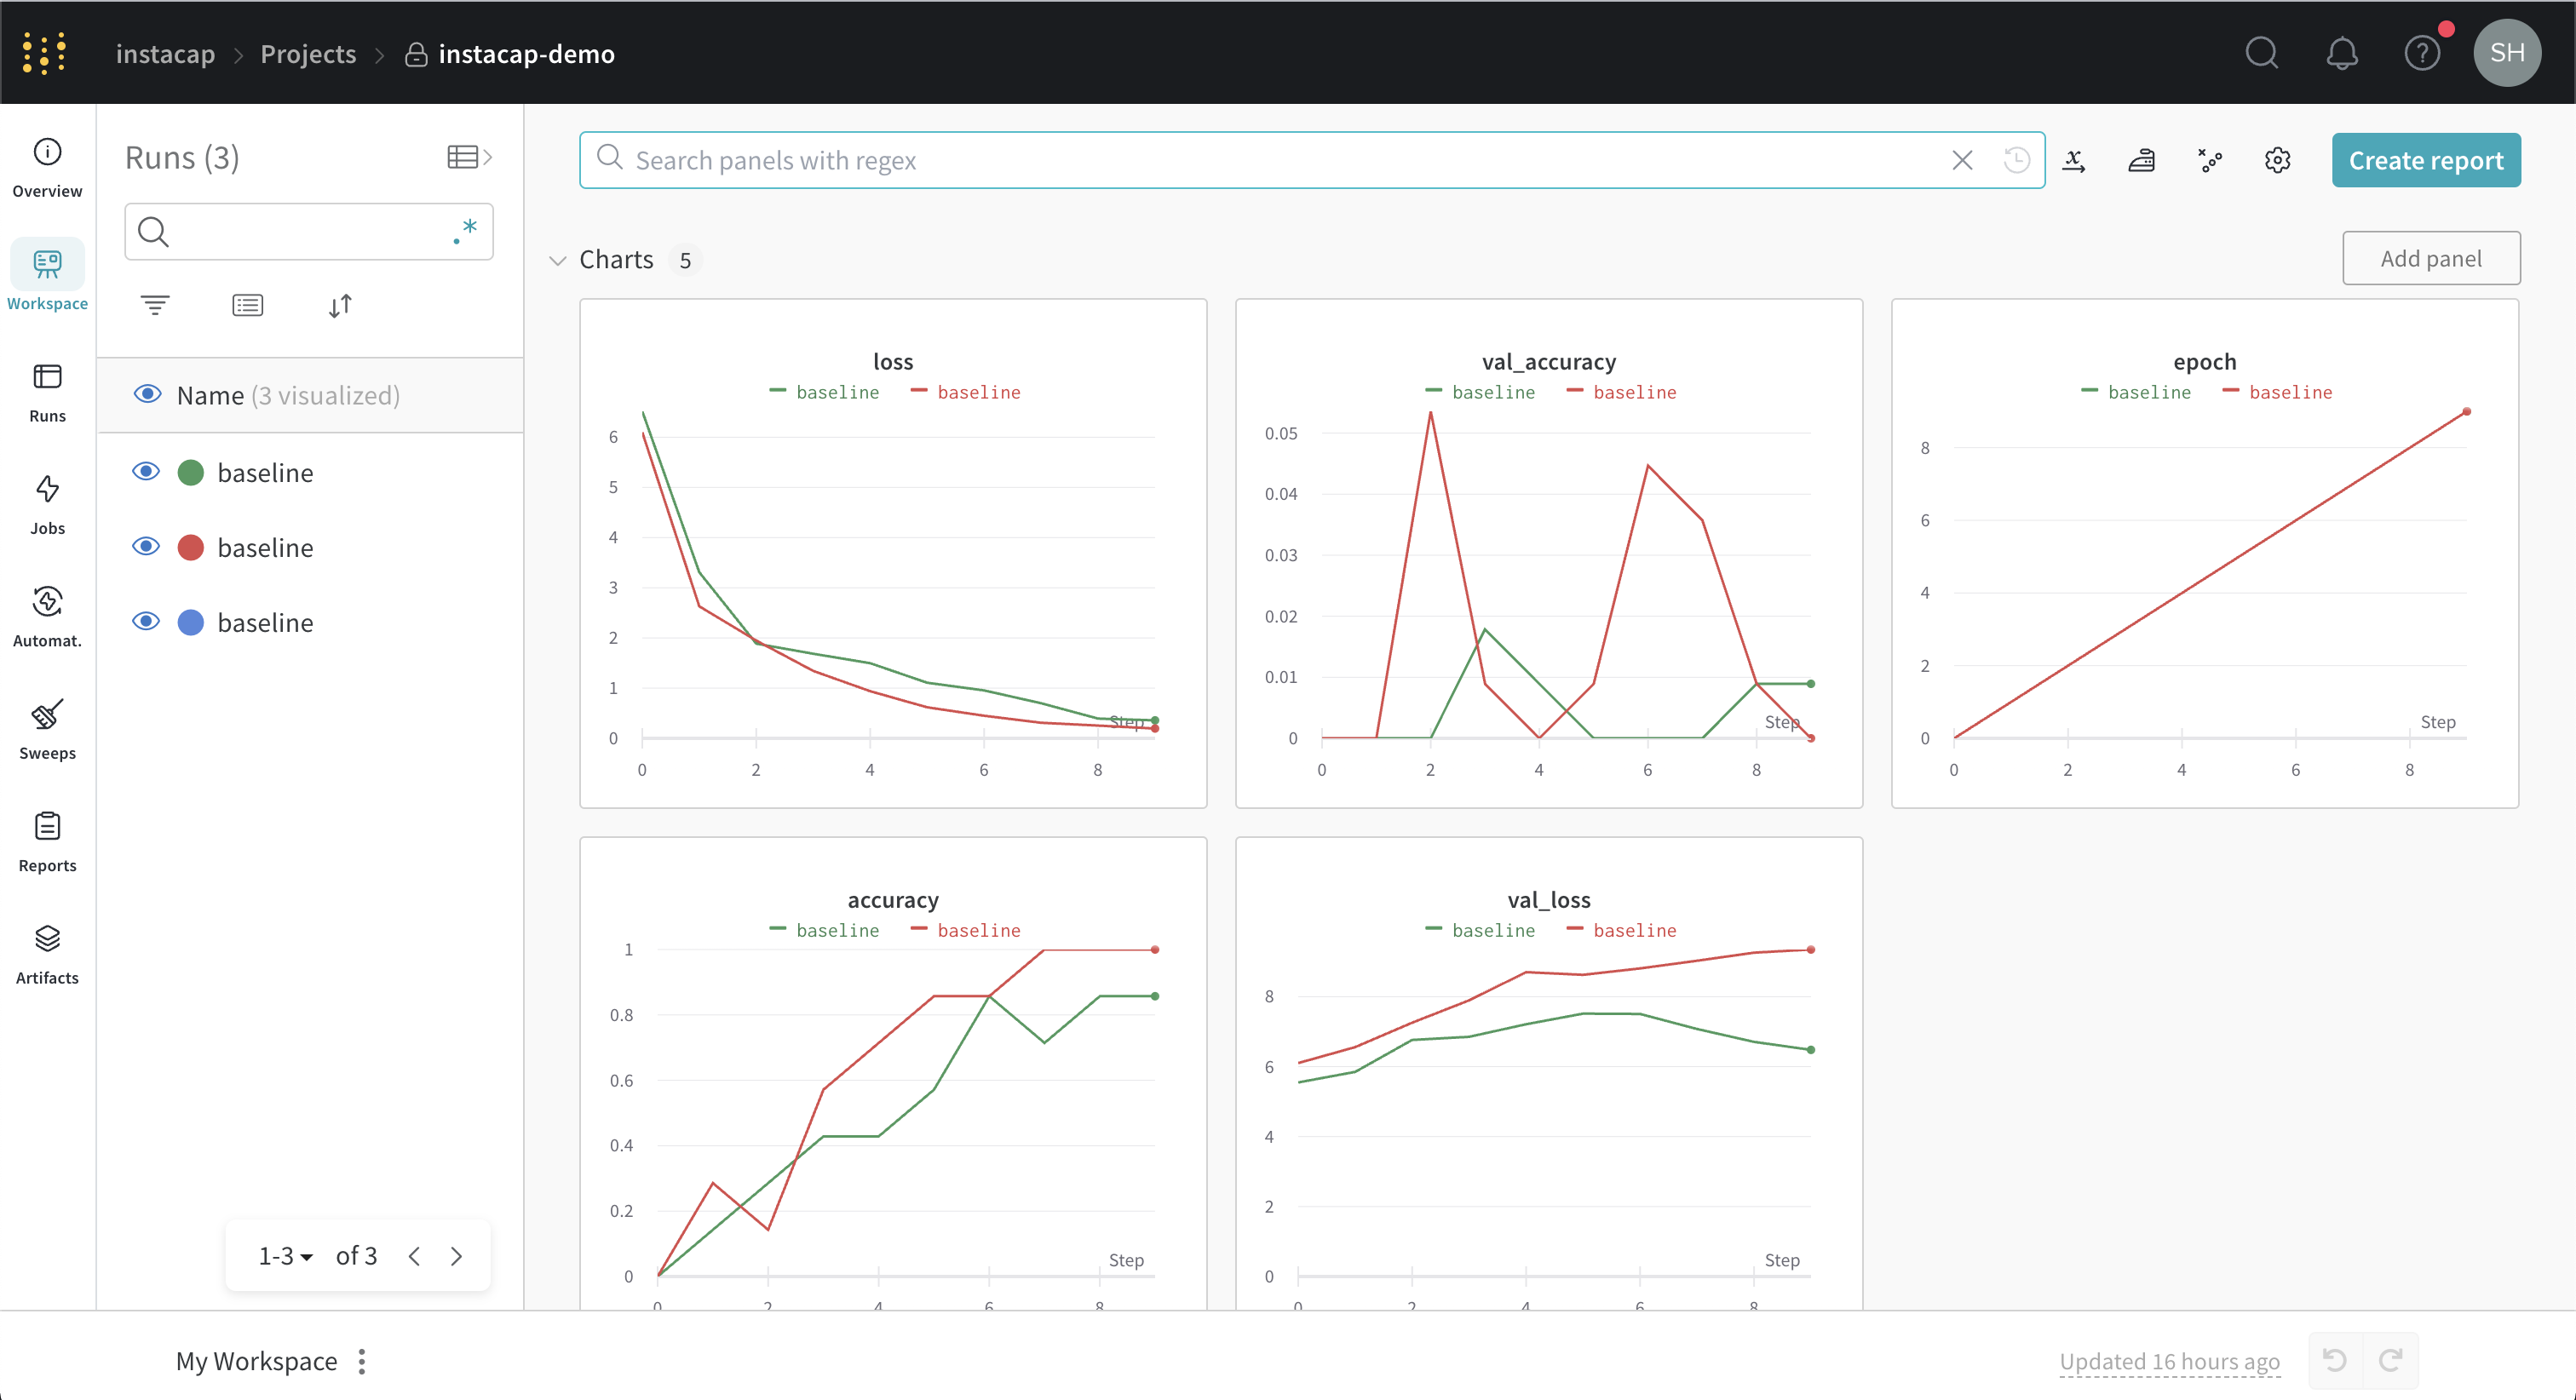 instacap > Projects > instacap-demo
SH
Overview
Workspace
Runs
Jobs
Automat.
Sweeps
Reports
Artifacts
Runs (3)
.*
Name (3 visualized)
baseline
baseline
baseline
1-3 of 3
Search panels with regex
Create report
Charts 5
Add panel
loss
baseline baseline
6
5
4
3
2
1
0
Step
0 2 4 6 8
val_accuracy
baseline baseline
0.05
0.04
0.03
0.02
0.01
0
Step
0 2 4 6 8
epoch
baseline baseline
8
6
4
2
0
Step
0 2 4 6 8
accuracy
baseline baseline
1
0.8
0.6
0.4
0.2
0
Step
0 2 4 6 8
val_loss
baseline baseline
8
6
4
2
0
Step
0 2 4 6 8
My Workspace
Updated 16 hours ago